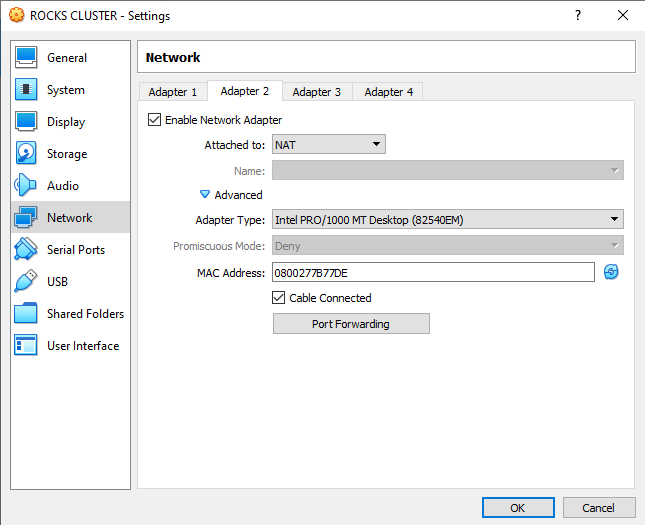 ROCKS CLUSTER - Settings
?
General
System
Display
Storage
Audio
Network
Serial Ports
USB
Shared Folders
User Interface
Network
Adapter 1 Adapter 2 Adapter 3 Adapter 4
Enable Network Adapter
Attached to: NAT
Name:
Advanced
Adapter Type: Intel PRO/1000 MT Desktop (82540EM)
Promiscuous Mode: Deny
MAC Address: 0800277B77DE
Cable Connected
Port Forwarding
OK Cancel